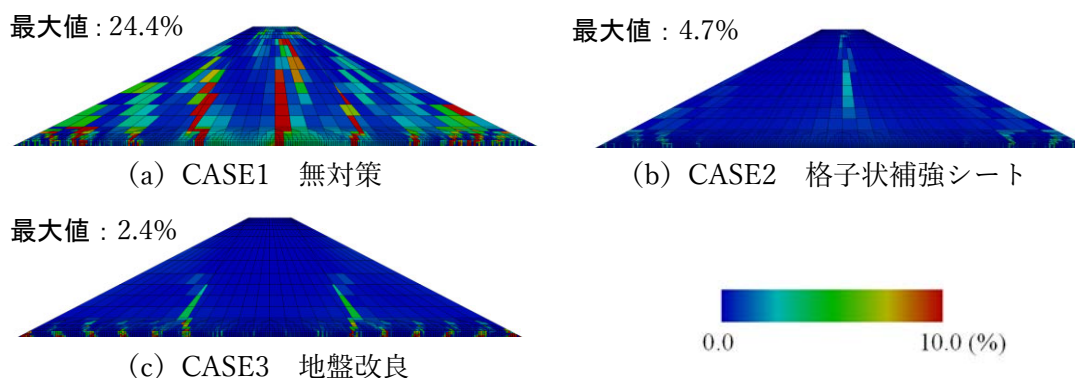 最大値：24.4%
最大値：4.7%
(a) CASE1 無対策
(b) CASE2 格子状補強シート
最大値：2.4%
0.0 10.0 (%)
(c) CASE3 地盤改良